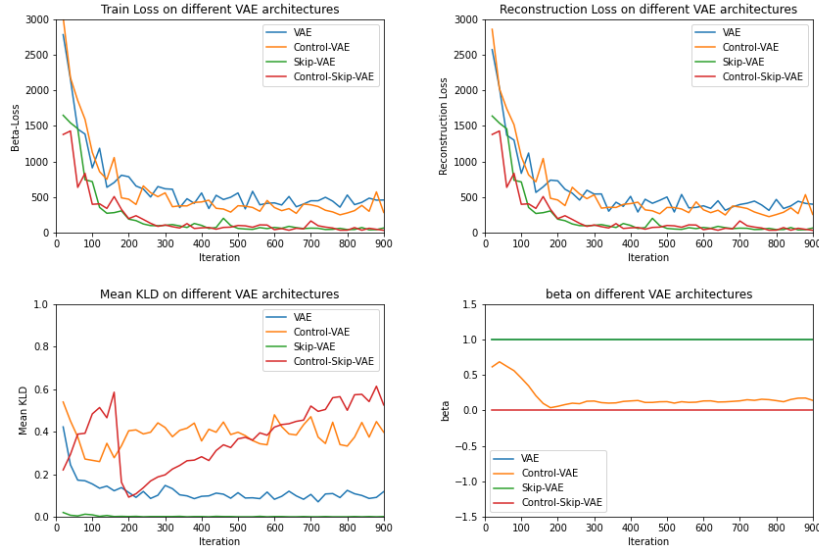 Train Loss on different VAE architectures
3000
2500
2000
1500
1000
500
0
Beta-Loss
VAE
Control-VAE
Skip-VAE
Control-Skip-VAE
0 100 200 300 400 500 600 700 800 900
Iteration
Reconstruction Loss on different VAE architectures
3000
2500
2000
1500
1000
500
0
Reconstruction Loss
VAE
Control-VAE
Skip-VAE
Control-Skip-VAE
0 100 200 300 400 500 600 700 800 900
Iteration
Mean KLD on different VAE architectures
1.0
0.8
0.6
0.4
0.2
0.0
Mean KLD
VAE
Control-VAE
Skip-VAE
Control-Skip-VAE
0 100 200 300 400 500 600 700 800 900
Iteration
beta on different VAE architectures
1.5
1.0
0.5
0.0
-0.5
-1.0
-1.5
beta
VAE
Control-VAE
Skip-VAE
Control-Skip-VAE
0 100 200 300 400 500 600 700 800 900
Iteration